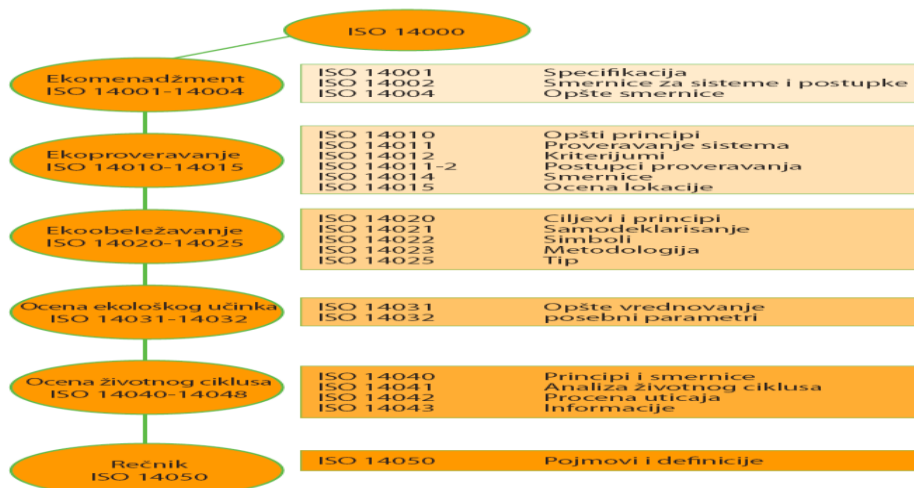 ISO 14000
Ekomenadžment
ISO 14001-14004
ISO 14001 Specifikacija
ISO 14002 Smernice za sisteme i postupke
ISO 14004 Opšte smernice
Ekoproveravanje
ISO 14010-14015
ISO 14010 Opšti principi
ISO 14011 Proveravanje sistema
ISO 14012 Kriterijumi
ISO 14011-2 Postupci proveravanja
ISO 14014 Smernice
ISO 14015 Ocena lokacije
Ekoobeležavanje
ISO 14020-14025
ISO 14020 Ciljevi i principi
ISO 14021 Samodeklarisanje
ISO 14022 Simboli
ISO 14023 Metodologija
ISO 14025 Tip
Ocena ekološkog učinka
ISO 14031-14032
ISO 14031 Opšte vrednovanje
ISO 14032 posebni parametri
Ocena životnog ciklusa
ISO 14040-14048
ISO 14040 Principi i smernice
ISO 14041 Analiza životnog ciklusa
ISO 14042 Procena uticaja
ISO 14043 Informacije
Rečnik
ISO 14050
ISO 14050 Pojmovi i definicije